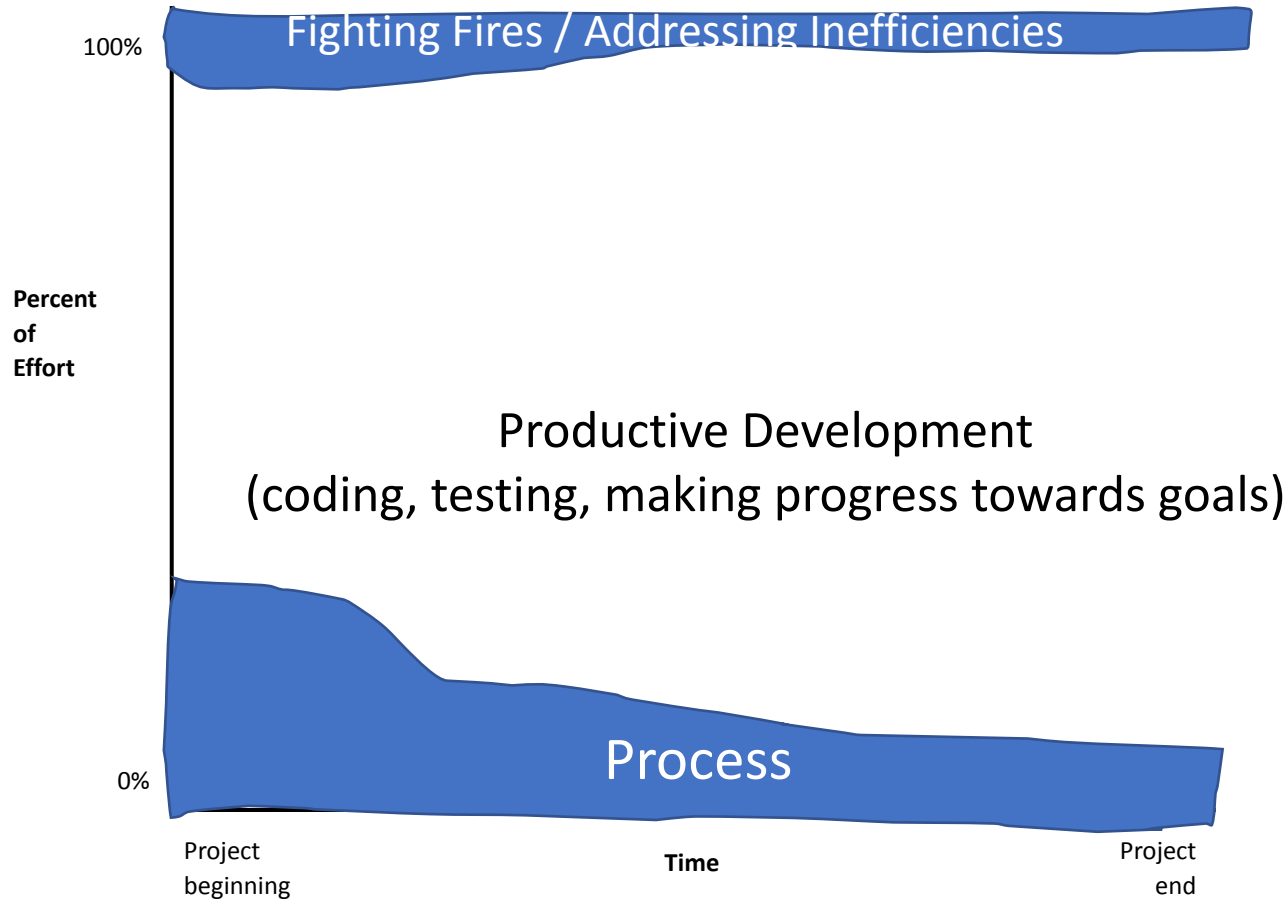 Fighting Fires / Addressing Inefficiencies
100%
Percent
of
Effort
Productive Development
(coding, testing, making progress towards goals)
Process
0%
Project
beginning
Time
Project
end